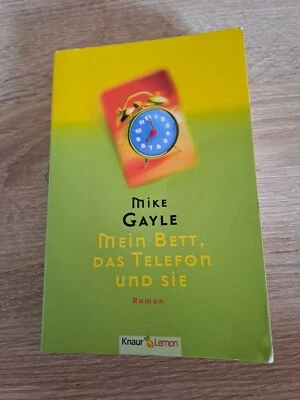 Mike
Gayle
Mein Bett,
das Telefon
und sie
Roman
Knaur Lemon